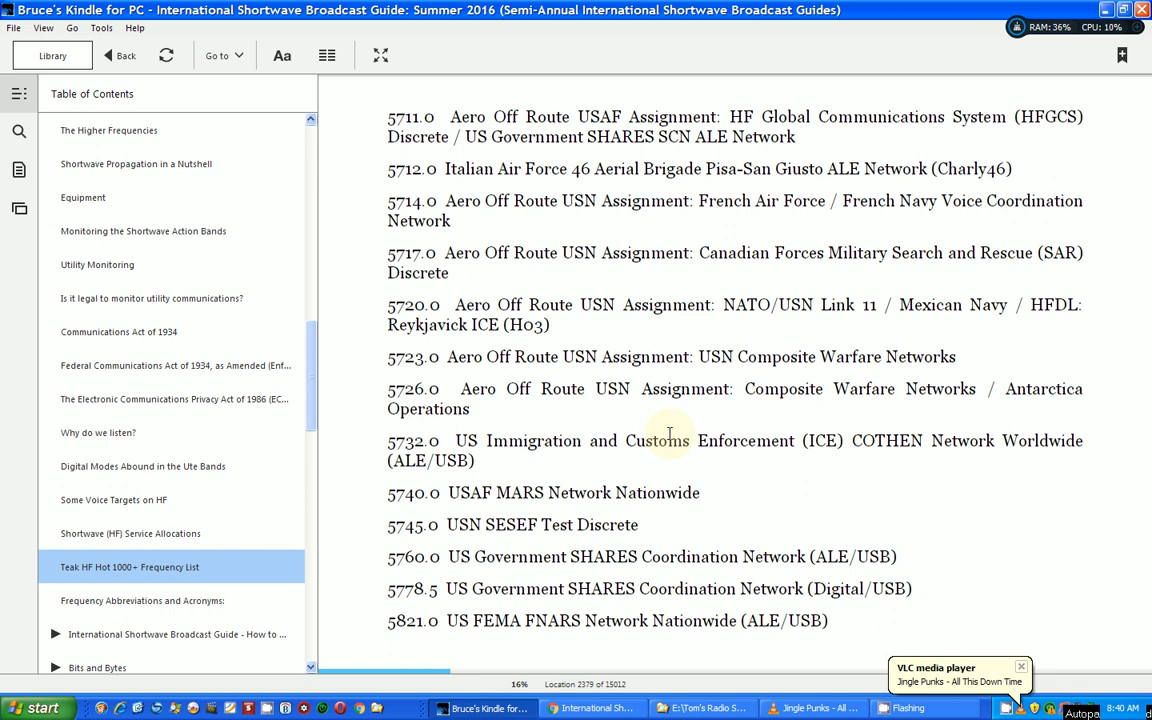 Bruce's Kindle for PC - International Shortwave Broadcast Guide: Summer 2016 (Semi-Annual International Shortwave Broadcast Guides)
File View Go Tools Help
RAM: 36% CPU: 10%
Library Back Go to Aa
Table of Contents
The Higher Frequencies
Shortwave Propagation in a Nutshell
Equipment
Monitoring the Shortwave Action Bands
Utility Monitoring
Is it legal to monitor utility communications?
Communications Act of 1934
Federal Communications Act of 1934, as Amended (Enf...
The Electronic Communications Privacy Act of 1986 (EC...
Why do we listen?
Digital Modes Abound in the Ute Bands
Some Voice Targets on HF
Shortwave (HF) Service Allocations
Teak HF Hot 1000+ Frequency List
Frequency Abbreviations and Acronyms:
International Shortwave Broadcast Guide - How to ...
Bits and Bytes
5711.0 Aero Off Route USAF Assignment: HF Global Communications System (HFGCS)
Discrete / US Government SHARES SCN ALE Network
5712.0 Italian Air Force 46 Aerial Brigade Pisa-San Giusto ALE Network (Charly46)
5714.0 Aero Off Route USN Assignment: French Air Force / French Navy Voice Coordination
Network
5717.0 Aero Off Route USN Assignment: Canadian Forces Military Search and Rescue (SAR)
Discrete
5720.0 Aero Off Route USN Assignment: NATO/USN Link 11 / Mexican Navy / HFDL:
Reykjavick ICE (H03)
5723.0 Aero Off Route USN Assignment: USN Composite Warfare Networks
5726.0 Aero Off Route USN Assignment: Composite Warfare Networks / Antarctica
Operations
5732.0 US Immigration and Customs Enforcement (ICE) COTHEN Network Worldwide
(ALE/USB)
5740.0 USAF MARS Network Nationwide
5745.0 USN SESEF Test Discrete
5760.0 US Government SHARES Coordination Network (ALE/USB)
5778.5 US Government SHARES Coordination Network (Digital/USB)
5821.0 US FEMA FNARS Network Nationwide (ALE/USB)
VLC media player
Jingle Punks - All This Down Time
16% Location 2379 of 15012
start Bruce's Kindle for PC... International Sh... E:\Tom's Radio S... Jingle Punks - All ... Flashing 8:40 AM
Autopa